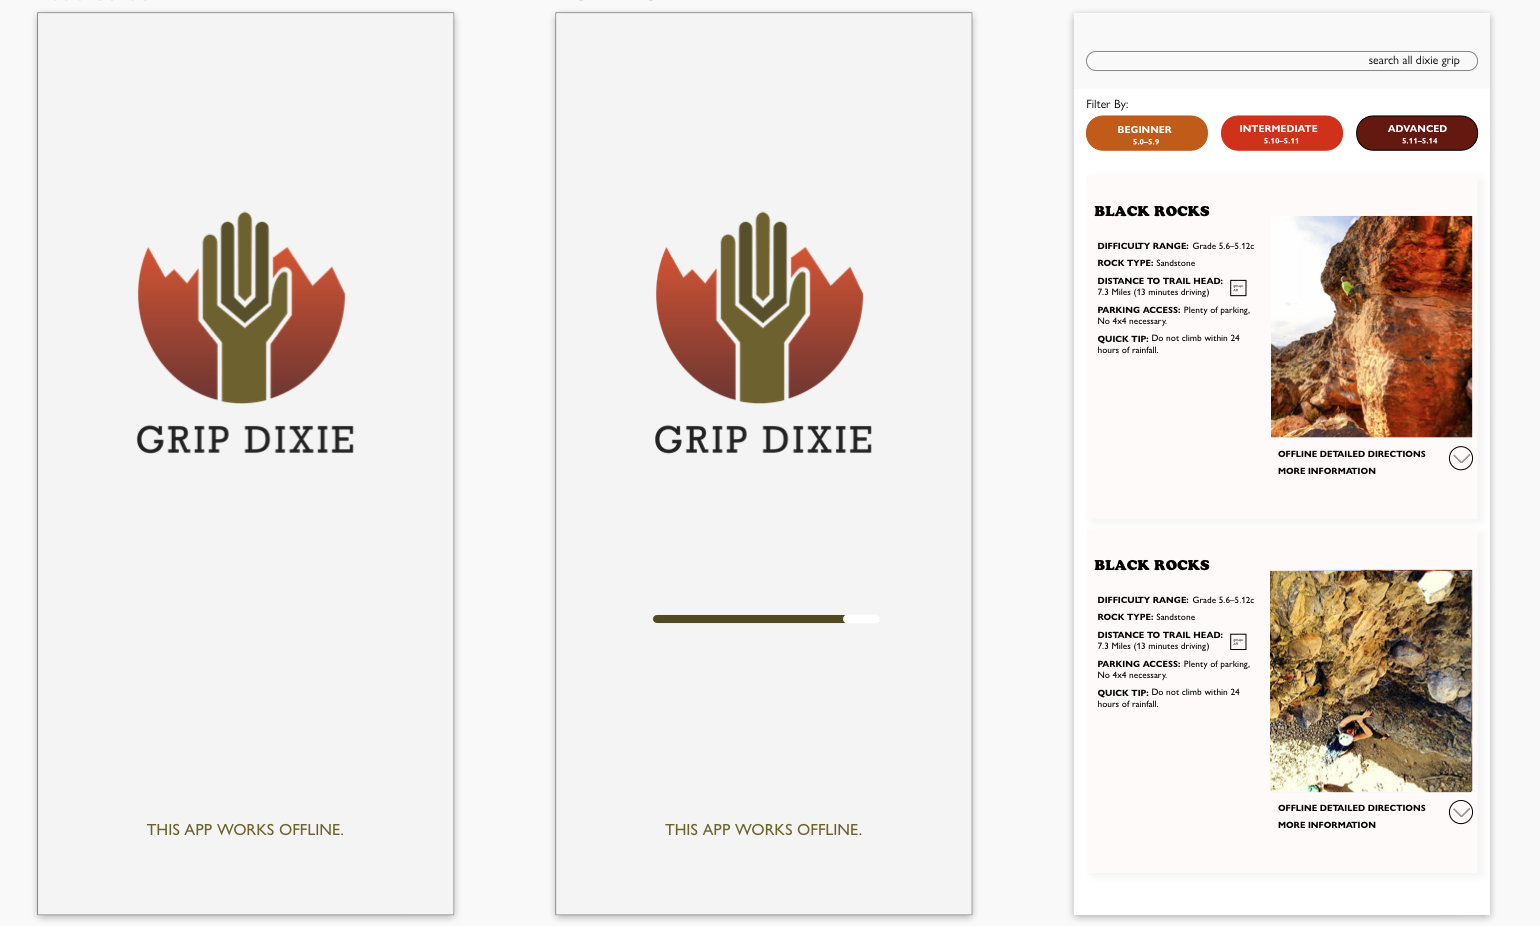 GRIP DIXIE
THIS APP WORKS OFFLINE.
GRIP DIXIE
THIS APP WORKS OFFLINE.
search all dixie grip
Filter By:
BEGINNER
5.0–5.9
INTERMEDIATE
5.10–5.11
ADVANCED
5.11–5.14
BLACK ROCKS
DIFFICULTY RANGE: Grade 5.6–5.12c
ROCK TYPE: Sandstone
DISTANCE TO TRAIL HEAD:
7.3 Miles (13 minutes driving)
PARKING ACCESS: Plenty of parking,
No 4x4 necessary.
QUICK TIP: Do not climb within 24
hours of rainfall.
OFFLINE DETAILED DIRECTIONS
MORE INFORMATION
BLACK ROCKS
DIFFICULTY RANGE: Grade 5.6–5.12c
ROCK TYPE: Sandstone
DISTANCE TO TRAIL HEAD:
7.3 Miles (13 minutes driving)
PARKING ACCESS: Plenty of parking,
No 4x4 necessary.
QUICK TIP: Do not climb within 24
hours of rainfall.
OFFLINE DETAILED DIRECTIONS
MORE INFORMATION